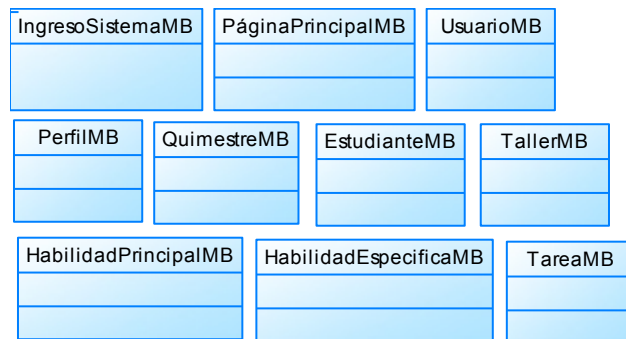 IngresoSistemaMB
PáginaPrincipalMB
UsuarioMB
PerfilMB
QuimestreMB
EstudianteMB
TallerMB
HabilidadPrincipalMB
HabilidadEspecificaMB
TareaMB